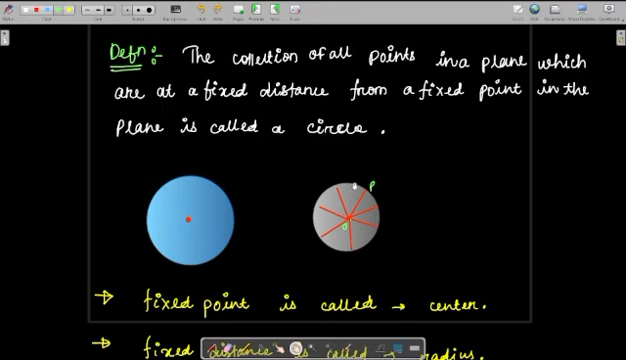 Defn :-  The collection of all points in a plane which
are at a fixed distance from a fixed point in the
plane is called a circle.
P
O
⇒ fixed point is called → center.
⇒ fixed distance is called → radius.